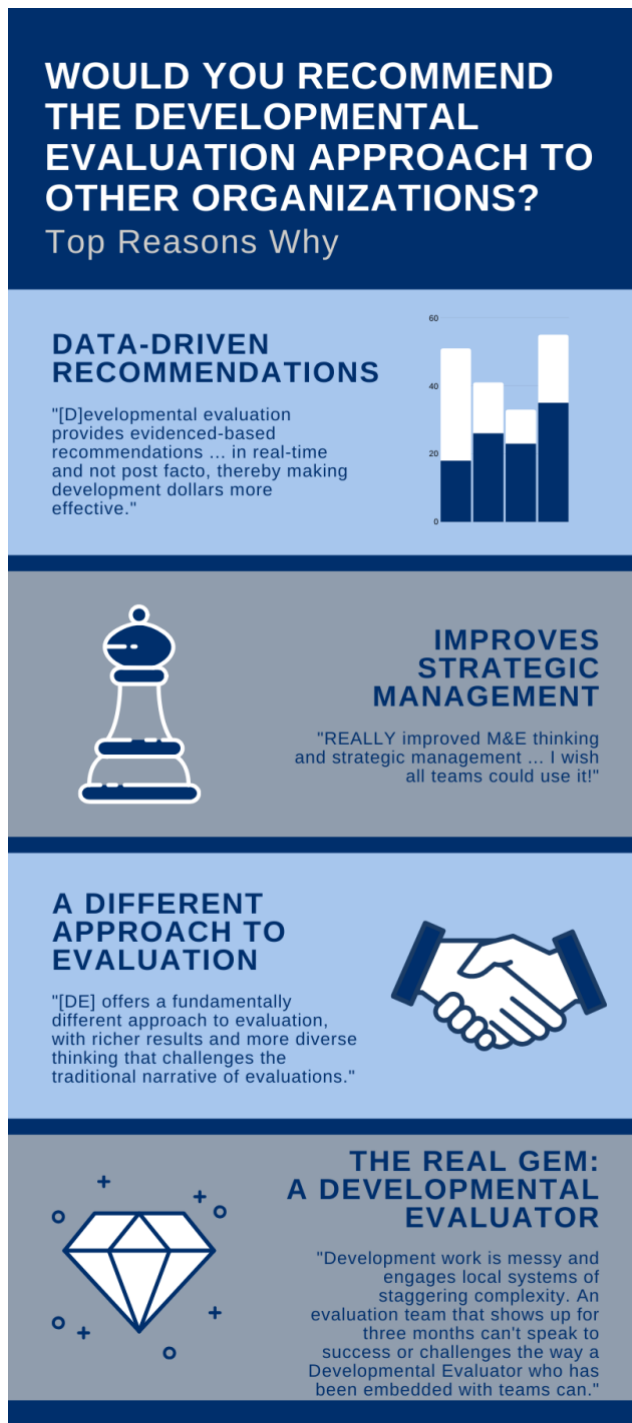 WOULD YOU RECOMMEND
THE DEVELOPMENTAL
EVALUATION APPROACH TO
OTHER ORGANIZATIONS?
Top Reasons Why
DATA-DRIVEN
RECOMMENDATIONS
"[D]evelopmental evaluation
provides evidenced-based
recommendations ... in real-time
and not post facto, thereby making
development dollars more
effective."
60
40
20
0
IMPROVES
STRATEGIC
MANAGEMENT
"REALLY improved M&E thinking
and strategic management ... I wish
all teams could use it!"
A DIFFERENT
APPROACH TO
EVALUATION
"[DE] offers a fundamentally
different approach to evaluation,
with richer results and more diverse
thinking that challenges the
traditional narrative of evaluations."
THE REAL GEM:
A DEVELOPMENTAL
EVALUATOR
"Development work is messy and
engages local systems of
staggering complexity. An
evaluation team that shows up for
three months can't speak to
success or challenges the way a
Developmental Evaluator who has
been embedded with teams can."